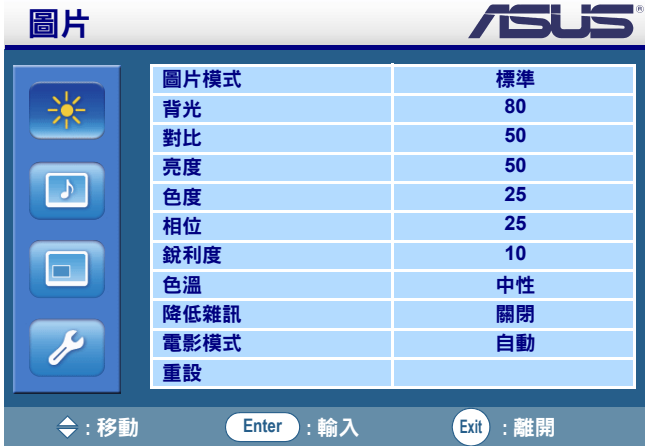 圖片 ASUS®
圖片模式 標準
背光 80
對比 50
亮度 50
色度 25
相位 25
銳利度 10
色溫 中性
降低雜訊 關閉
電影模式 自動
重設
: 移動 Enter : 輸入 Exit : 離開